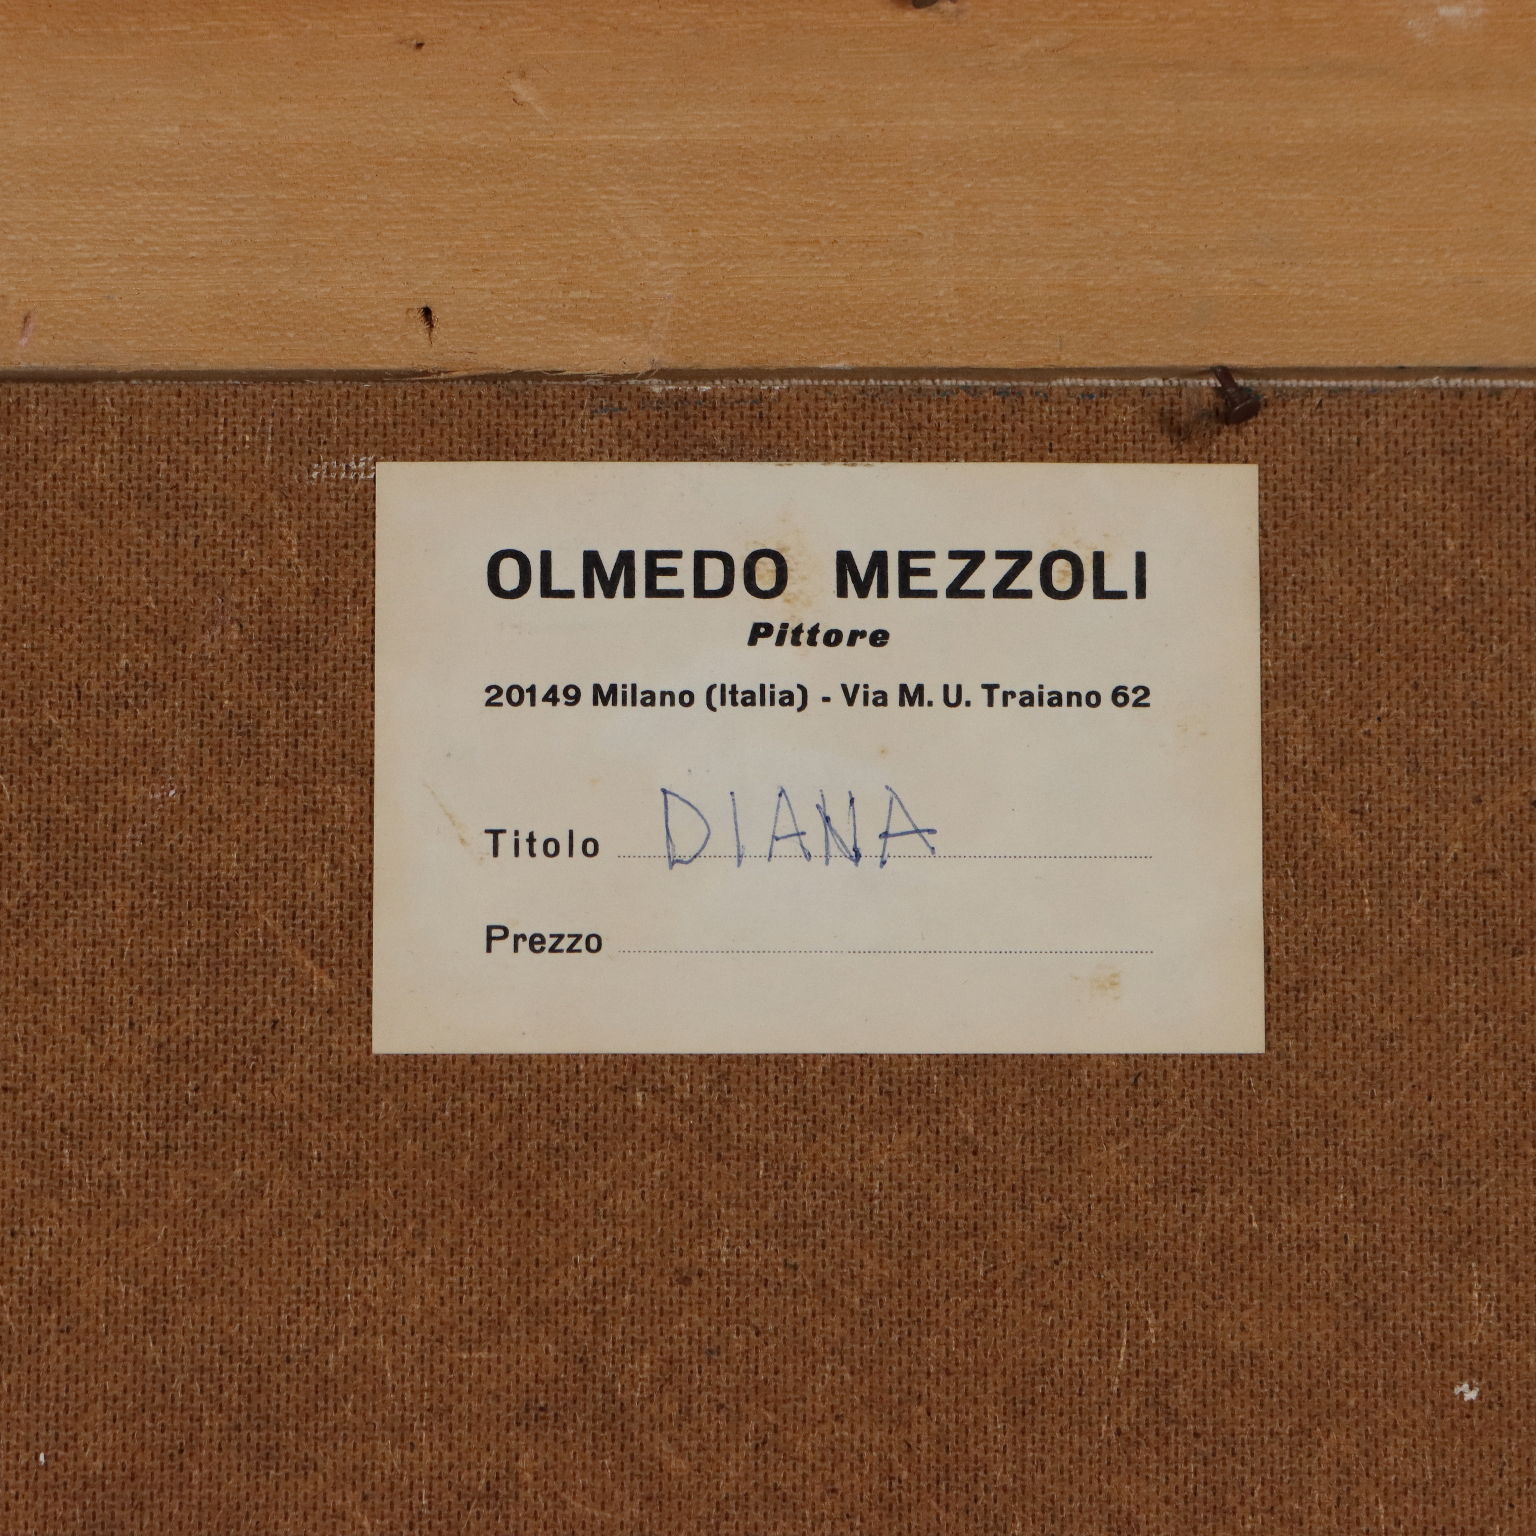 OLMEDO MEZZOLI
Pittore
20149 Milano (Italia) - Via M. U. Traiano 62
Titolo DIANA
Prezzo